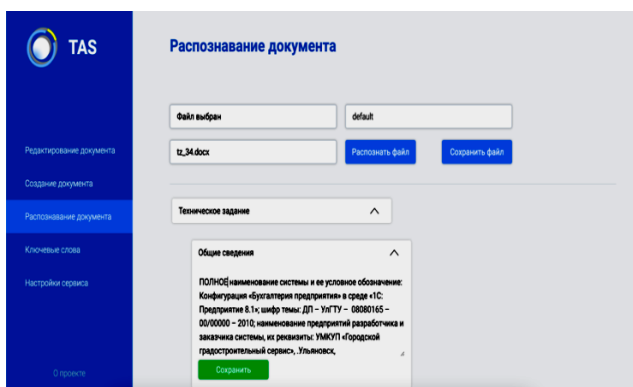 TAS
Редактирование документа
Создание документа
Распознавание документа
Ключевые слова
Настройки сервиса
О проекте
Распознавание документа
Файл выбран
default
tz_34.docx
Распознать файл
Сохранить файл
Техническое задание
Общие сведения
ПОЛНОЕ наименование системы и ее условное обозначение:
Конфигурация «Бухгалтерия предприятия» в среде «1С:
Предприятие 8.1»; шифр темы: ДП – УлГТУ – 08080165 –
00/00000 – 2010; наименование предприятий разработчика и
заказчика системы, их реквизиты: УМКУП «Городской
градостроительный сервис», .Ульяновск,
Сохранить